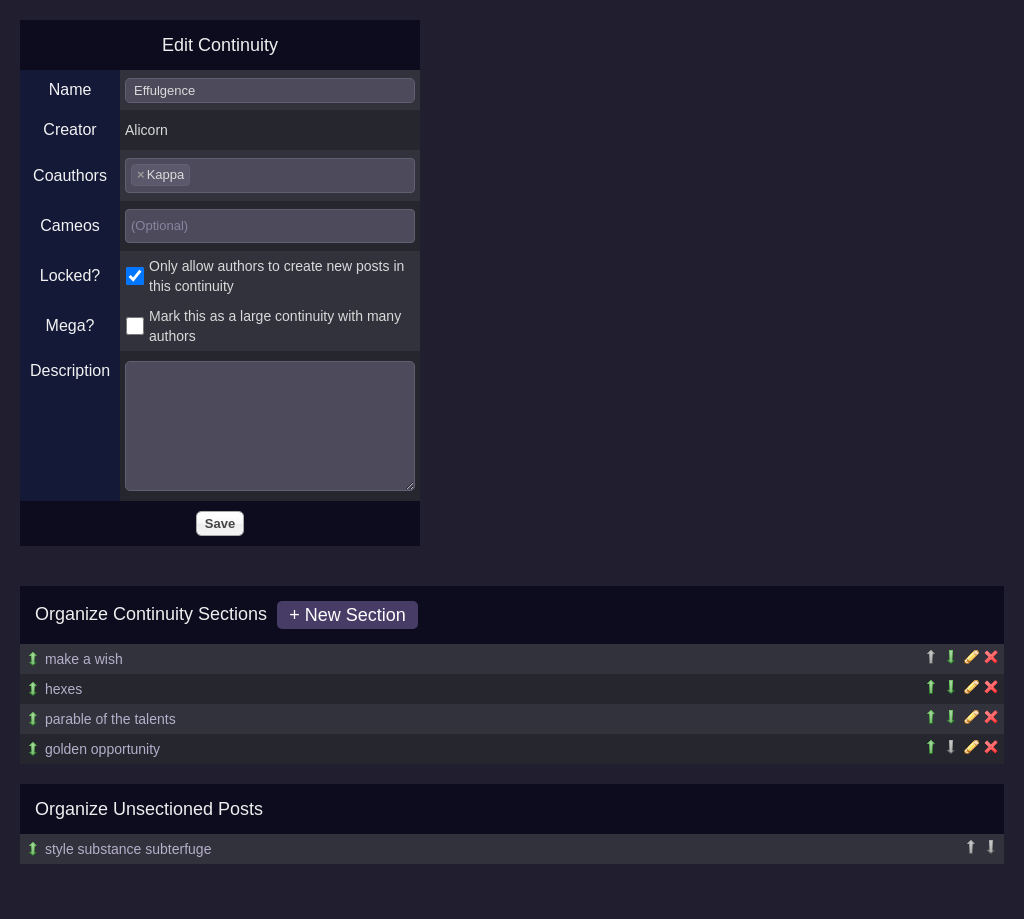 Edit Continuity
Name
Effulgence
Creator
Alicorn
Coauthors
×Kappa
Cameos
(Optional)
Locked?
Only allow authors to create new posts in
this continuity
Mega?
Mark this as a large continuity with many
authors
Description
Save
Organize Continuity Sections
+ New Section
make a wish
hexes
parable of the talents
golden opportunity
Organize Unsectioned Posts
style substance subterfuge